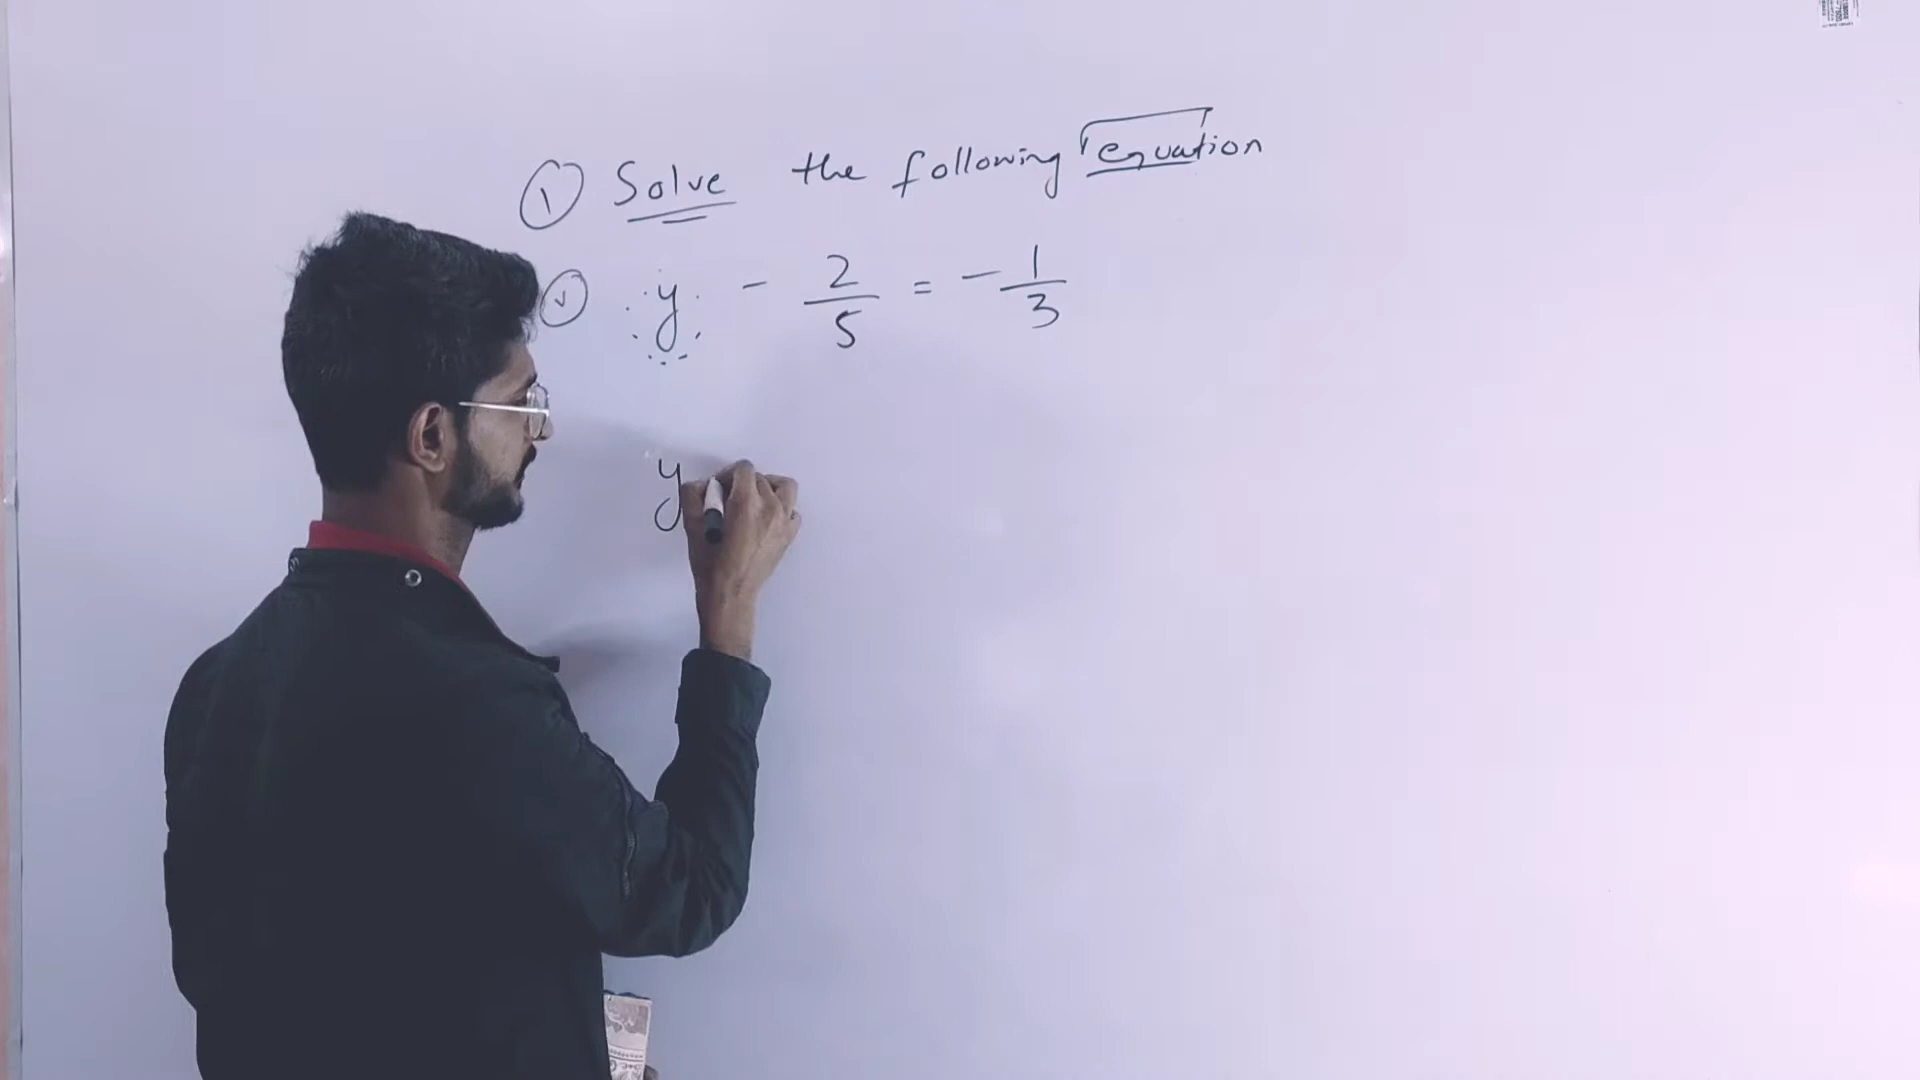 ① Solve the following equation
ⓥ y - 2/5 = - 1/3
y